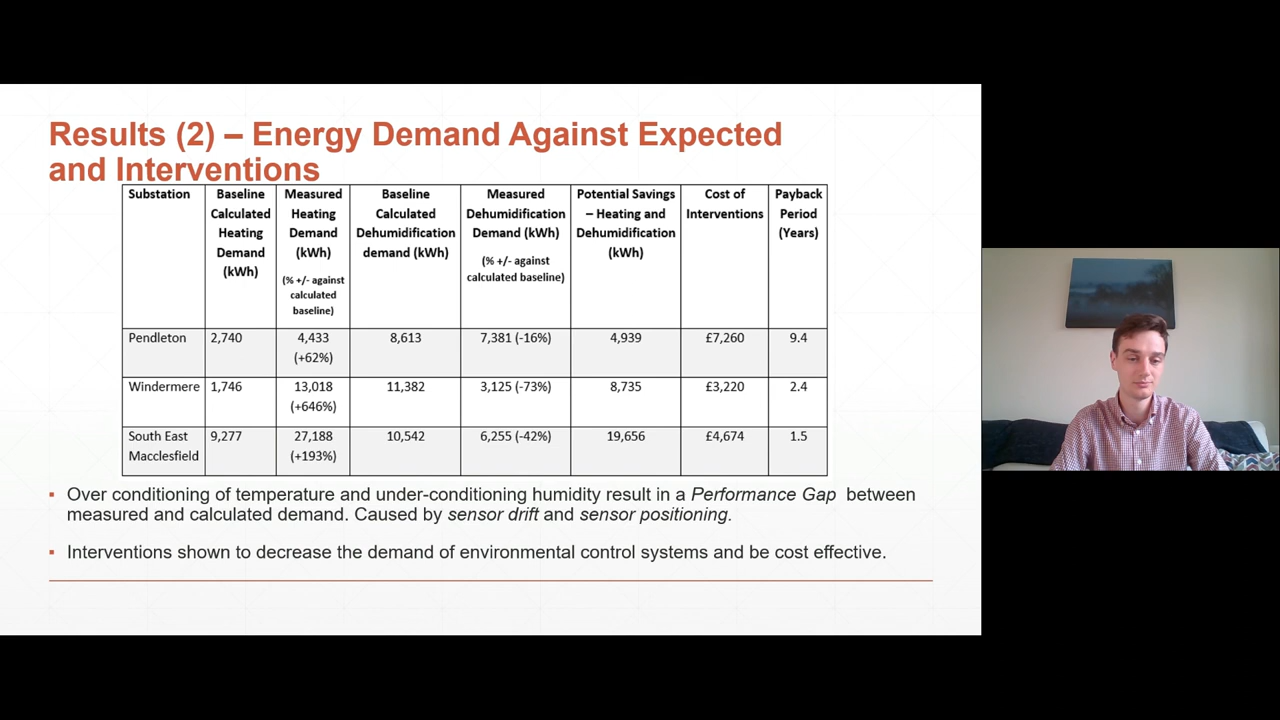 Results (2) – Energy Demand Against Expected
and Interventions
Substation
Baseline
Calculated
Heating
Demand
(kWh)
Measured
Heating
Demand
(kWh)
(% +/- against
calculated
baseline)
Baseline
Calculated
Dehumidification
demand (kWh)
Measured
Dehumidification
Demand (kWh)
(% +/- against
calculated baseline)
Potential Savings
– Heating and
Dehumidification
(kWh)
Cost of
Interventions
Payback
Period
(Years)
Pendleton
2,740
4,433
(+62%)
8,613
7,381 (-16%)
4,939
£7,260
9.4
Windermere
1,746
13,018
(+646%)
11,382
3,125 (-73%)
8,735
£3,220
2.4
South East
Macclesfield
9,277
27,188
(+193%)
10,542
6,255 (-42%)
19,656
£4,674
1.5
▪ Over conditioning of temperature and under-conditioning humidity result in a Performance Gap between
measured and calculated demand. Caused by sensor drift and sensor positioning.
▪ Interventions shown to decrease the demand of environmental control systems and be cost effective.